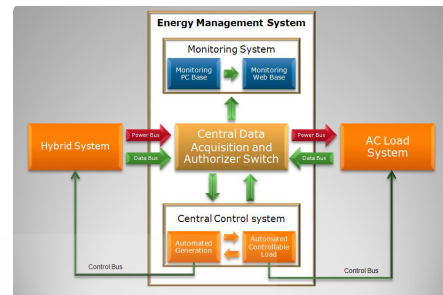 Energy Management System
Monitoring System
Monitoring
PC Base
Monitoring
Web Base
Power Bus
Power Bus
Hybrid System
Central Data
Acquisition and
Authorizer Switch
AC Load
System
Data Bus
Data Bus
Central Control system
Automated
Generation
Automated
Controllable
Load
Control Bus
Control Bus